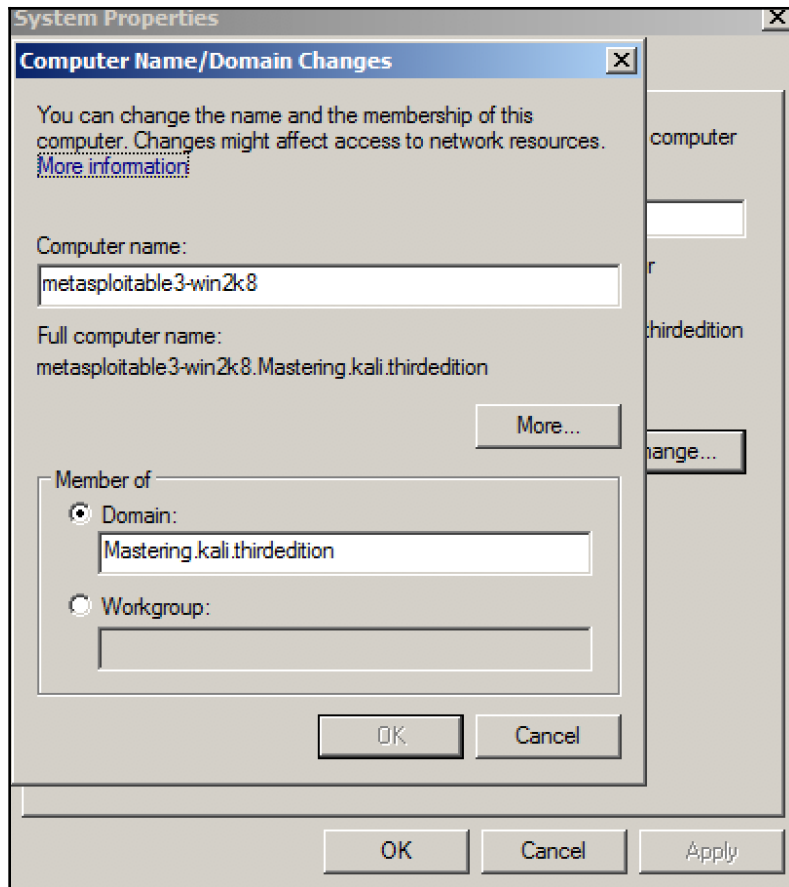 System Properties
Computer Name/Domain Changes
You can change the name and the membership of this
computer. Changes might affect access to network resources.
More information
computer
Computer name:
metasploitable3-win2k8
r
Full computer name:
thirdedition
metasploitable3-win2k8.Mastering.kali.thirdedition
More...
hange...
Member of
Domain:
Mastering.kali.thirdedition
Workgroup:
OK
Cancel
OK
Cancel
Apply